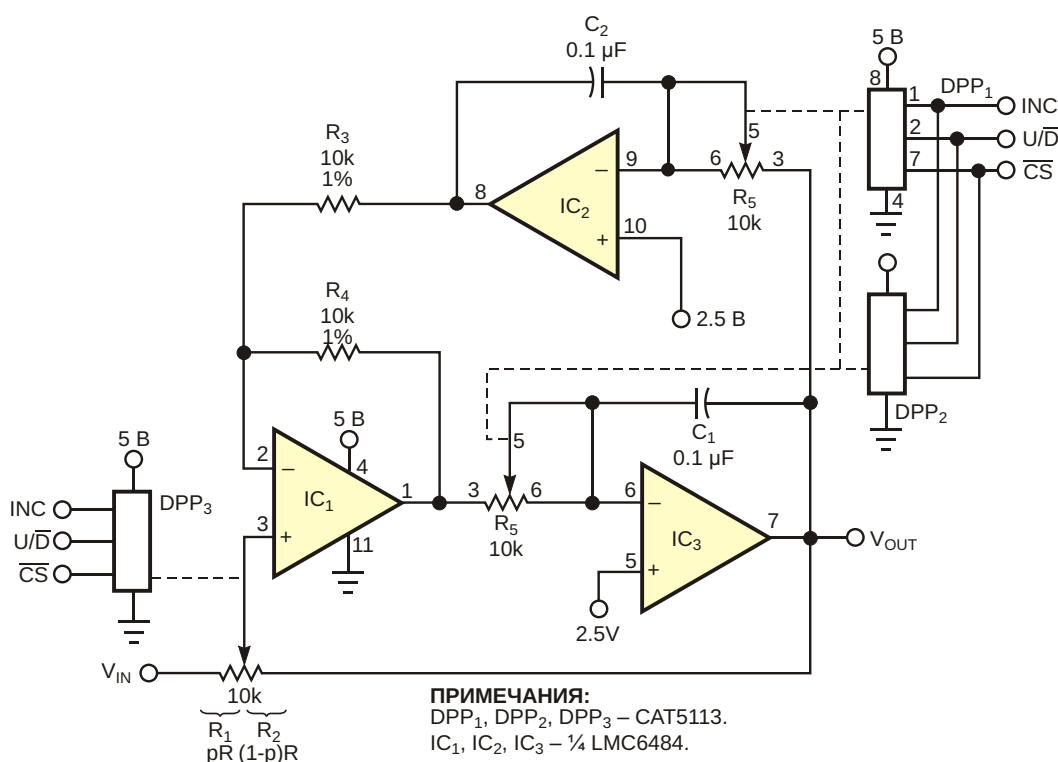 C2
0.1 µF
5 В
8
DPP1
1
INC
2
U/D̅
7
C̅S̅
4
R3
10k
1%
8
IC2
9
–
10
+
6
5
3
R5
10k
2.5 В
R4
10k
1%
DPP2
5 В
DPP3
INC
U/D̅
C̅S̅
5 В
4
2
–
IC1
1
3
+
11
3
5
6
R5
10k
C1
0.1 µF
6
–
IC3
7
5
+
VOUT
2.5V
VIN
10k
R1 R2
pR (1-p)R
ПРИМЕЧАНИЯ:
DPP1, DPP2, DPP3 – CAT5113.
IC1, IC2, IC3 – ¼ LMC6484.